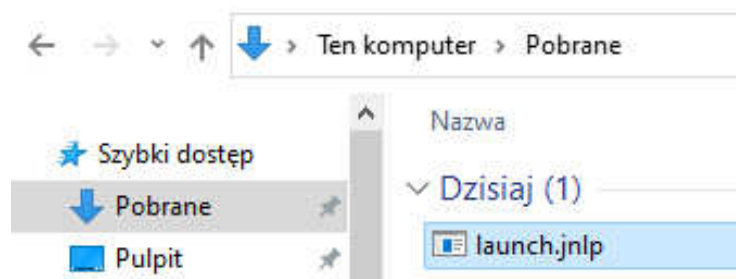 Ten komputer > Pobrane
Nazwa
Szybki dostęp
Dzisiaj (1)
Pobrane
launch.jnlp
Pulpit